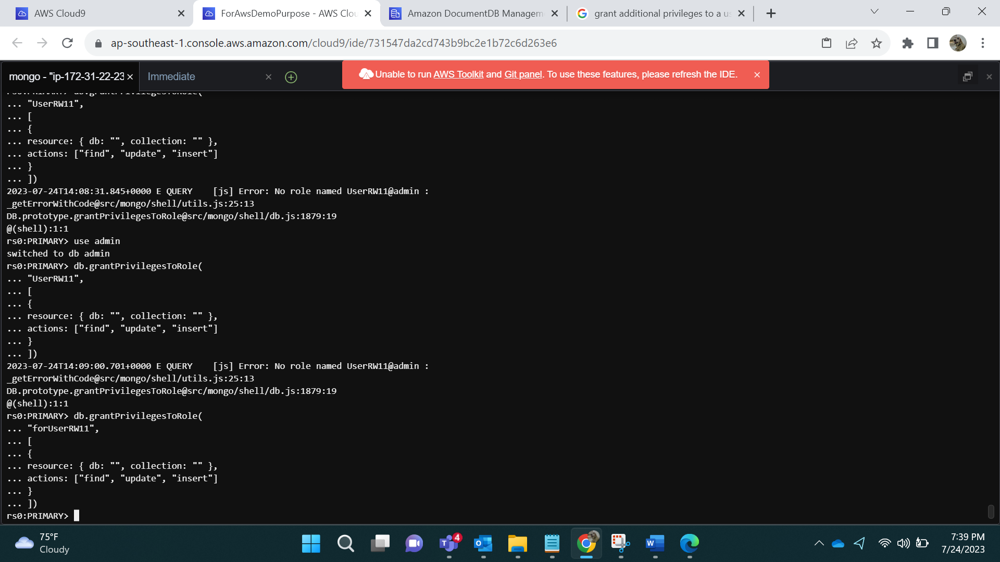 AWS Cloud9
ForAwsDemoPurpose - AWS Clou
Amazon DocumentDB Managem
grant additional privileges to a us
ap-southeast-1.console.aws.amazon.com/cloud9/ide/731547da2cd743b9bc2e1b72c6d263e6
mongo - "ip-172-31-22-23
Immediate
Unable to run AWS Toolkit and Git panel. To use these features, please refresh the IDE.
rs0:PRIMARY> db.grantPrivilegesToRole(
... "UserRW11",
... [
... {
... resource: { db: "", collection: "" },
... actions: ["find", "update", "insert"]
... }
... ])
2023-07-24T14:08:31.845+0000 E QUERY    [js] Error: No role named UserRW11@admin :
_getErrorWithCode@src/mongo/shell/utils.js:25:13
DB.prototype.grantPrivilegesToRole@src/mongo/shell/db.js:1879:19
@(shell):1:1
rs0:PRIMARY> use admin
switched to db admin
rs0:PRIMARY> db.grantPrivilegesToRole(
... "UserRW11",
... [
... {
... resource: { db: "", collection: "" },
... actions: ["find", "update", "insert"]
... }
... ])
2023-07-24T14:09:00.701+0000 E QUERY    [js] Error: No role named UserRW11@admin :
_getErrorWithCode@src/mongo/shell/utils.js:25:13
DB.prototype.grantPrivilegesToRole@src/mongo/shell/db.js:1879:19
@(shell):1:1
rs0:PRIMARY> db.grantPrivilegesToRole(
... "forUserRW11",
... [
... {
... resource: { db: "", collection: "" },
... actions: ["find", "update", "insert"]
... }
... ])
rs0:PRIMARY>
75°F
Cloudy
4
7:39 PM
7/24/2023